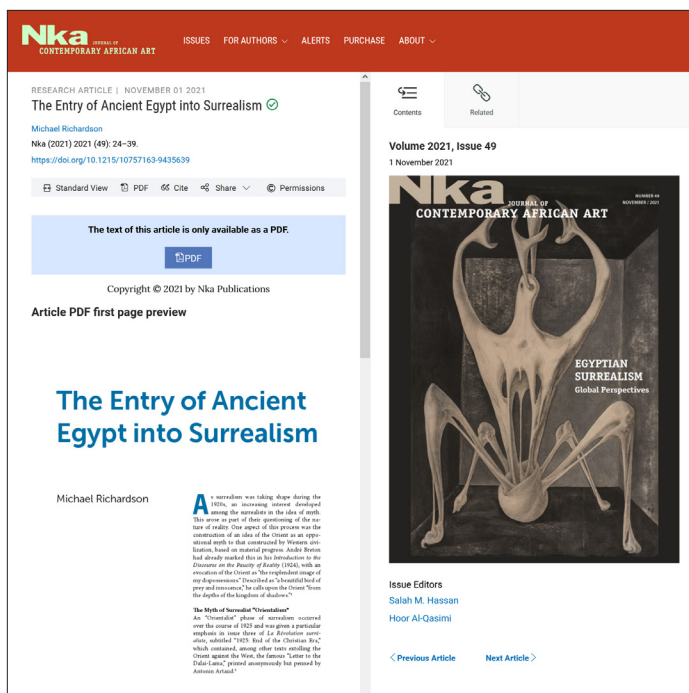 Nka JOURNAL OF
CONTEMPORARY AFRICAN ART
ISSUES FOR AUTHORS ALERTS PURCHASE ABOUT
RESEARCH ARTICLE | NOVEMBER 01 2021
The Entry of Ancient Egypt into Surrealism
Michael Richardson
Nka (2021) 2021 (49): 24–39.
https://doi.org/10.1215/10757163-9435639
Standard View PDF Cite Share Permissions
The text of this article is only available as a PDF.
PDF
Copyright © 2021 by Nka Publications
Article PDF first page preview
The Entry of Ancient
Egypt into Surrealism
Michael Richardson
As surrealism was taking shape during the
1920s, an increasing interest developed
among the surrealists in the idea of myth.
This arose as part of their questioning of the na-
ture of reality. One aspect of this process was the
construction of an idea of the Orient as an oppo-
sitional myth to that constructed by Western civi-
lization, based on material progress. André Breton
had already marked this in his Introduction to the
Discourse on the Paucity of Reality (1924), with an
evocation of the Orient as "the resplendent image of
my dispossessions." Described as "a beautiful bird of
prey and innocence," he calls upon the Orient "from
the depths of the kingdom of shadows."¹
The Myth of Surrealist "Orientalism"
An "Orientalist" phase of surrealism occurred
over the course of 1925 and was given a particular
emphasis in issue three of La Révolution surré-
aliste, subtitled "1925: End of the Christian Era,"
which contained, among other texts extolling the
Orient against the West, the famous "Letter to the
Dalai-Lama," printed anonymously but penned by
Antonin Artaud.²
Contents
Related
Volume 2021, Issue 49
1 November 2021
Nka JOURNAL OF
CONTEMPORARY AFRICAN ART
NUMBER 49
NOVEMBER / 2021
EGYPTIAN
SURREALISM
Global Perspectives
Issue Editors
Salah M. Hassan
Hoor Al-Qasimi
Previous Article Next Article